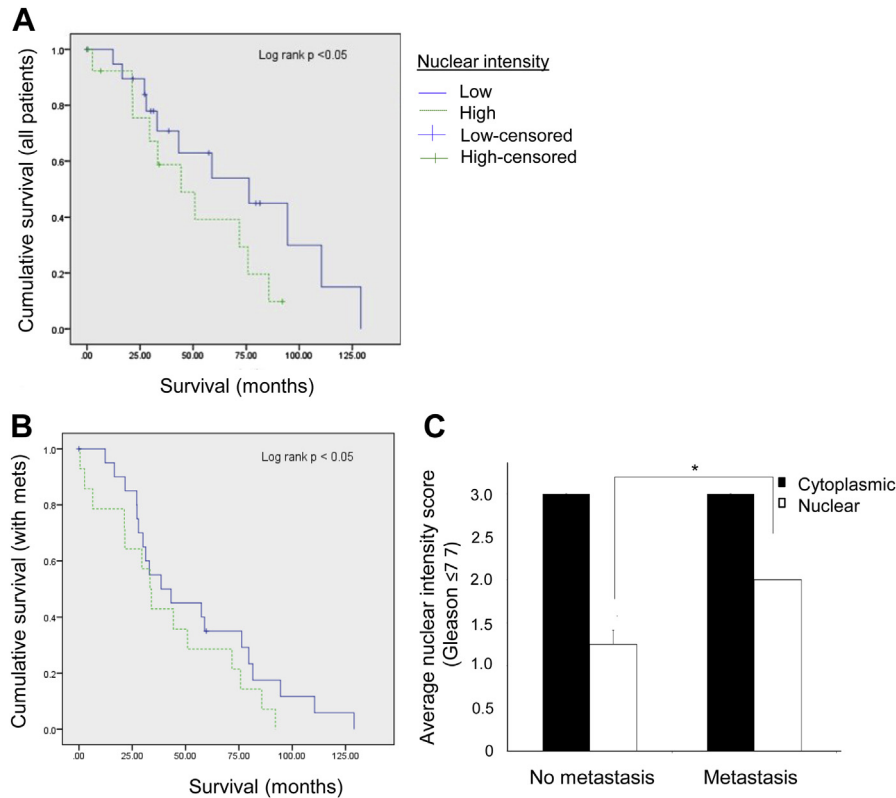 A
Cumulative survival (all patients)
1.0
0.8
0.6
0.4
0.2
0.0
Log rank p <0.05
.00 25.00 50.00 75.00 100.00 125.00
Survival (months)
Nuclear intensity
Low
High
Low-censored
High-censored
B
Cumulative survival (with mets)
1.0
0.8
0.6
0.4
0.2
0.0
Log rank p < 0.05
.00 25.00 50.00 75.00 100.00 125.00
Survival (months)
C
Average nuclear intensity score
(Gleason ≤7 7)
3.0
2.5
2.0
1.5
1.0
0.5
0
*
Cytoplasmic
Nuclear
No metastasis Metastasis